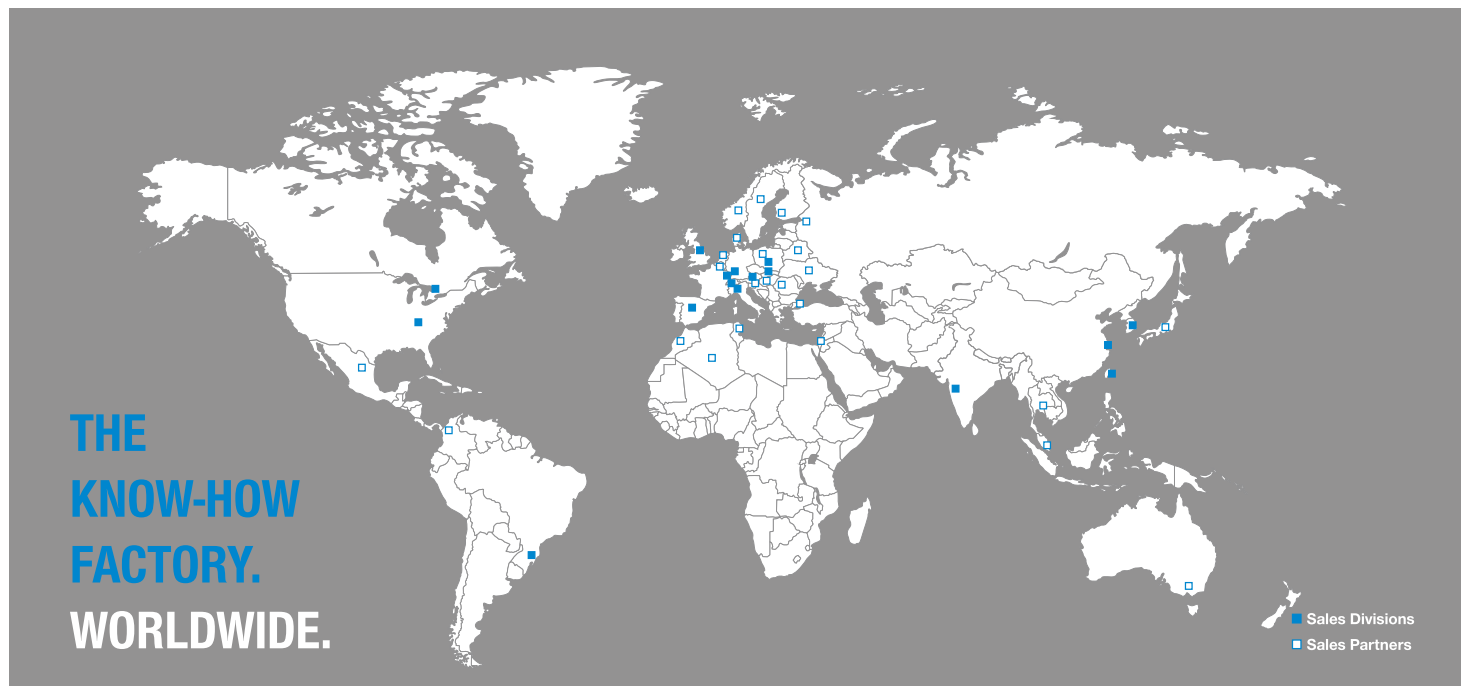 THE
KNOW-HOW
FACTORY.
WORLDWIDE.
Sales Divisions
Sales Partners